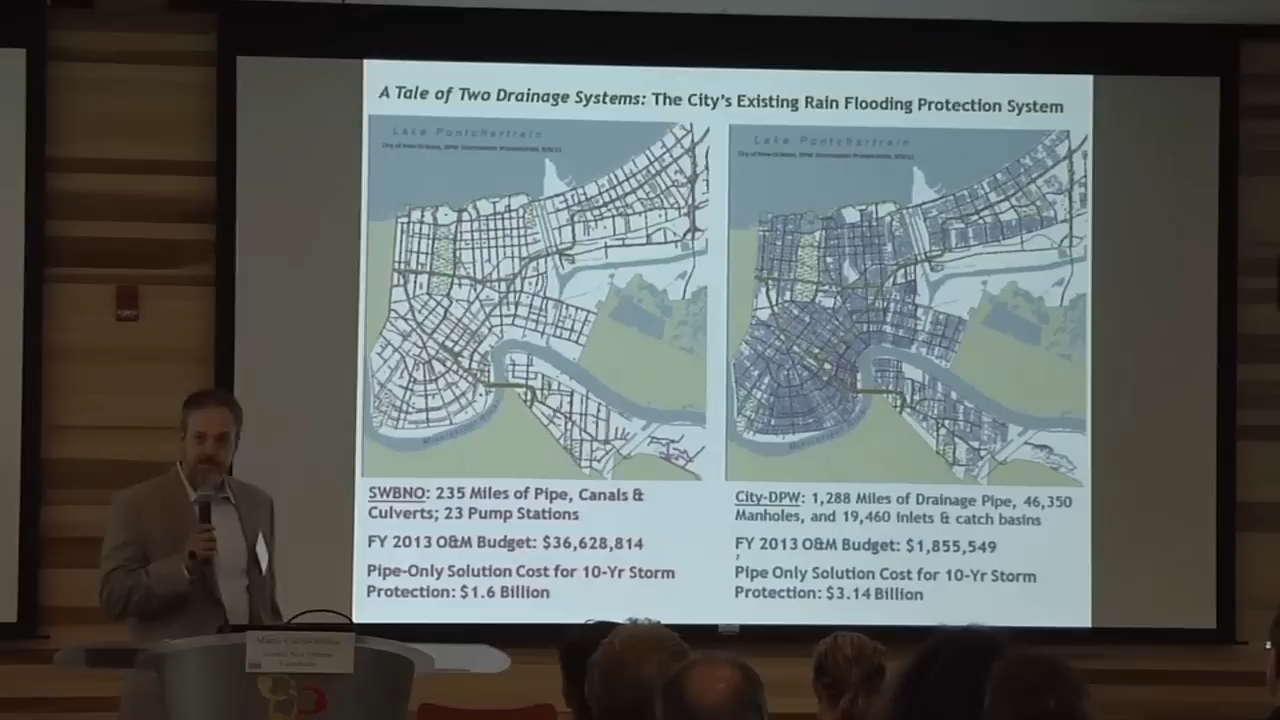 A Tale of Two Drainage Systems: The City's Existing Rain Flooding Protection System
Lake Pontchartrain
Lake Pontchartrain
Mississippi
SWBNO: 235 Miles of Pipe, Canals &
Culverts; 23 Pump Stations
FY 2013 O&M Budget: $36,628,814
Pipe-Only Solution Cost for 10-Yr Storm
Protection: $1.6 Billion
City-DPW: 1,288 Miles of Drainage Pipe, 46,350
Manholes, and 19,460 inlets & catch basins
FY 2013 O&M Budget: $1,855,549
Pipe Only Solution Cost for 10-Yr Storm
Protection: $3.14 Billion